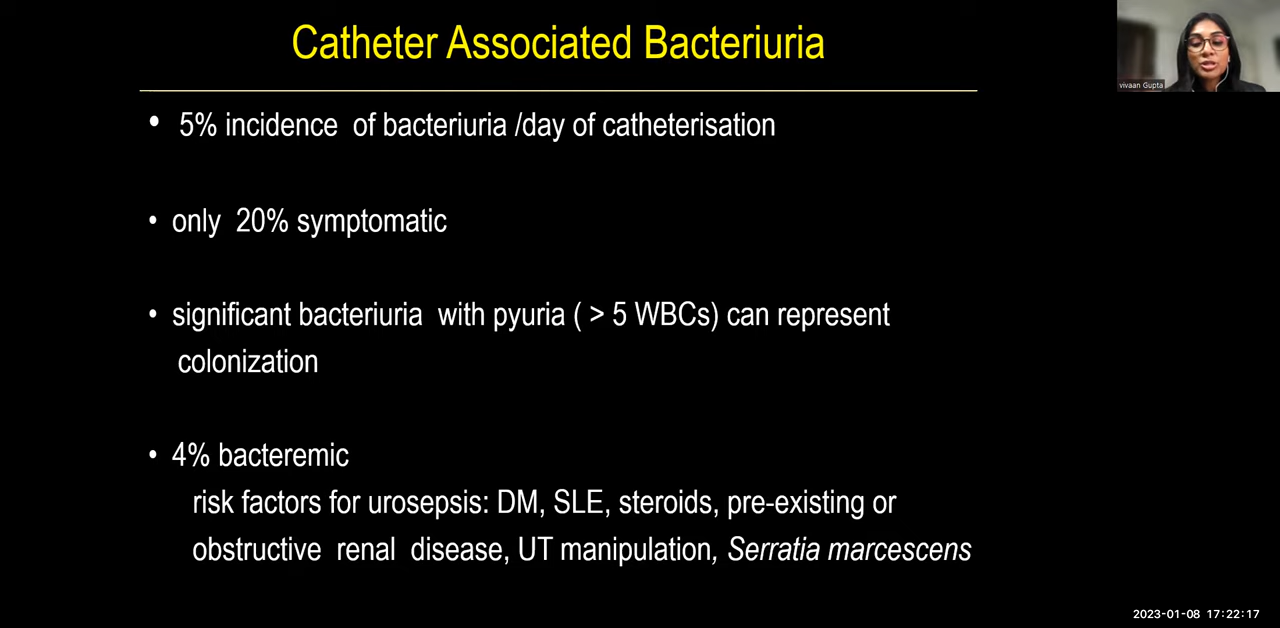 Catheter Associated Bacteriuria
• 5% incidence of bacteriuria /day of catheterisation
• only 20% symptomatic
• significant bacteriuria with pyuria ( > 5 WBCs) can represent
colonization
• 4% bacteremic
risk factors for urosepsis: DM, SLE, steroids, pre-existing or
obstructive renal disease, UT manipulation, Serratia marcescens
vivaan Gupta
2023-01-08 17:22:17